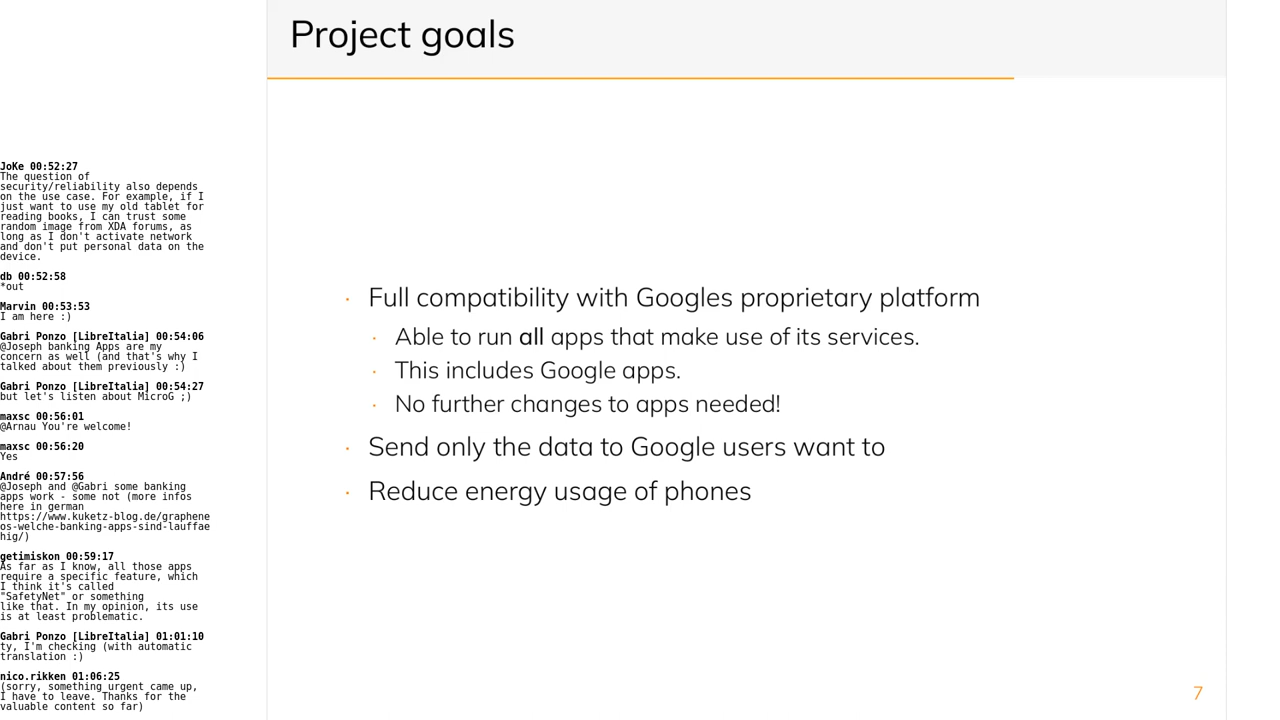 JoKe 00:52:27
The question of
security/reliability also depends
on the use case. For example, if I
just want to use my old tablet for
reading books, I can trust some
random image from XDA forums, as
long as I don't activate network
and don't put personal data on the
device.
db 00:52:58
*out
Marvin 00:53:53
I am here :)
Gabri Ponzo [LibreItalia] 00:54:06
@Joseph banking Apps are my
concern as well (and that's why I
talked about them previously :)
Gabri Ponzo [LibreItalia] 00:54:27
but let's listen about MicroG ;)
maxsc 00:56:01
@Arnau You're welcome!
maxsc 00:56:20
Yes
André 00:57:56
@Joseph and @Gabri some banking
apps work - some not (more infos
here in german
https://www.kuketz-blog.de/graphene
os-welche-banking-apps-sind-lauffae
hig/)
getimiskon 00:59:17
As far as I know, all those apps
require a specific feature, which
I think it's called
"SafetyNet" or something
like that. In my opinion, its use
is at least problematic.
Gabri Ponzo [LibreItalia] 01:01:10
ty, I'm checking (with automatic
translation :)
nico.rikken 01:06:25
(sorry, something urgent came up,
I have to leave. Thanks for the
valuable content so far)
Project goals
· Full compatibility with Googles proprietary platform
· Able to run all apps that make use of its services.
· This includes Google apps.
· No further changes to apps needed!
· Send only the data to Google users want to
· Reduce energy usage of phones
7